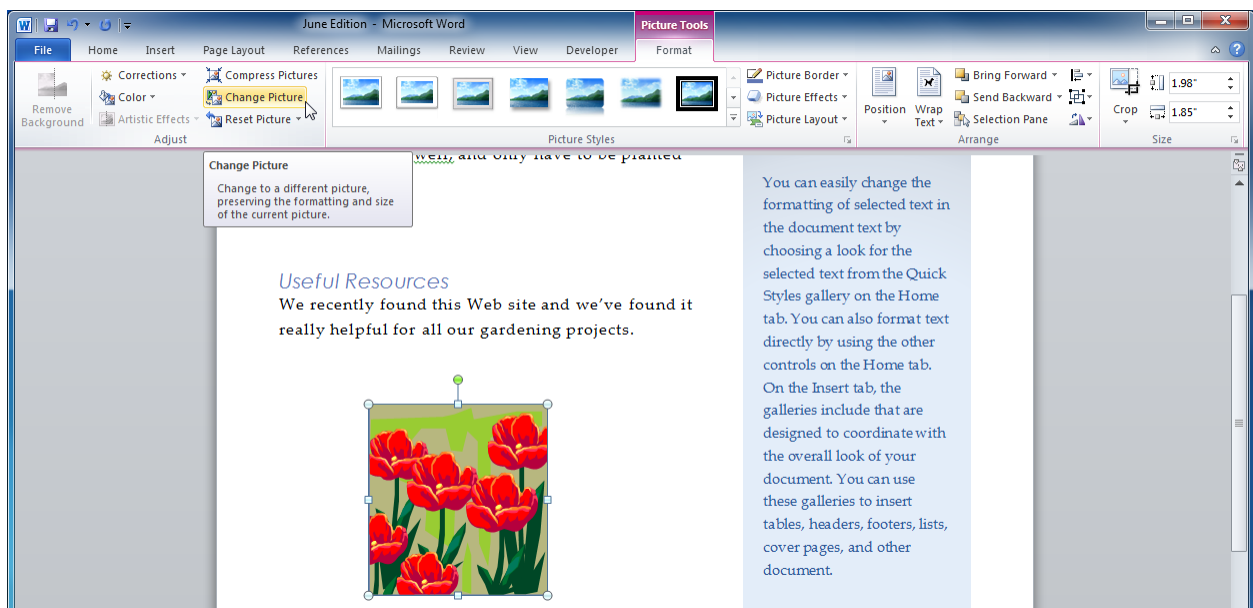 June Edition - Microsoft Word
Picture Tools
File Home Insert Page Layout References Mailings Review View Developer Format
Remove Background
Corrections
Color
Artistic Effects
Compress Pictures
Change Picture
Reset Picture
Adjust
Picture Styles
Picture Border
Picture Effects
Picture Layout
Position
Wrap Text
Bring Forward
Send Backward
Selection Pane
Arrange
Crop
1.98"
1.85"
Size
Change Picture
Change to a different picture,
preserving the formatting and size
of the current picture.
well, and only have to be planted
Useful Resources
We recently found this Web site and we've found it
really helpful for all our gardening projects.
You can easily change the
formatting of selected text in
the document text by
choosing a look for the
selected text from the Quick
Styles gallery on the Home
tab. You can also format text
directly by using the other
controls on the Home tab.
On the Insert tab, the
galleries include that are
designed to coordinate with
the overall look of your
document. You can use
these galleries to insert
tables, headers, footers, lists,
cover pages, and other
document.